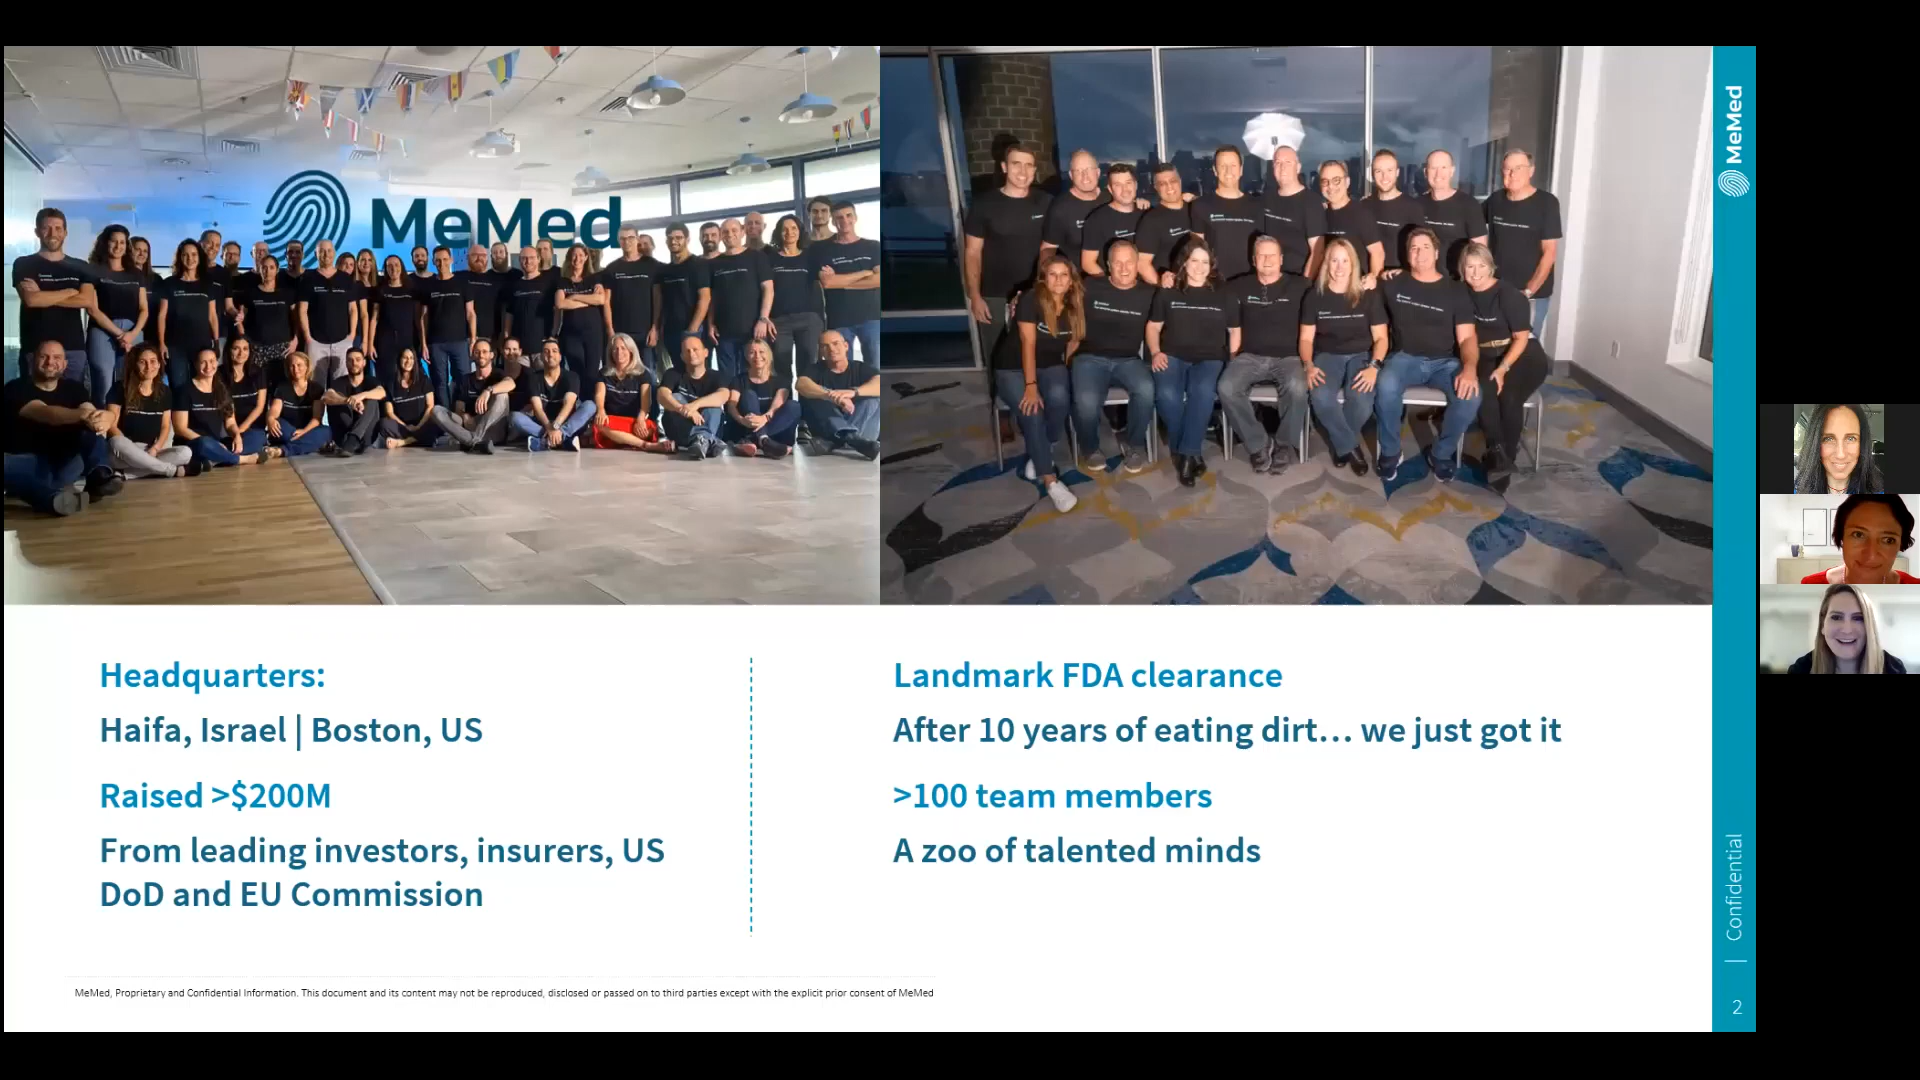 MeMed
MeMed
Headquarters:
Haifa, Israel | Boston, US
Raised >$200M
From leading investors, insurers, US
DoD and EU Commission
Landmark FDA clearance
After 10 years of eating dirt... we just got it
>100 team members
A zoo of talented minds
MeMed, Proprietary and Confidential Information. This document and its content may not be reproduced, disclosed or passed on to third parties except with the explicit prior consent of MeMed
| Confidential
2